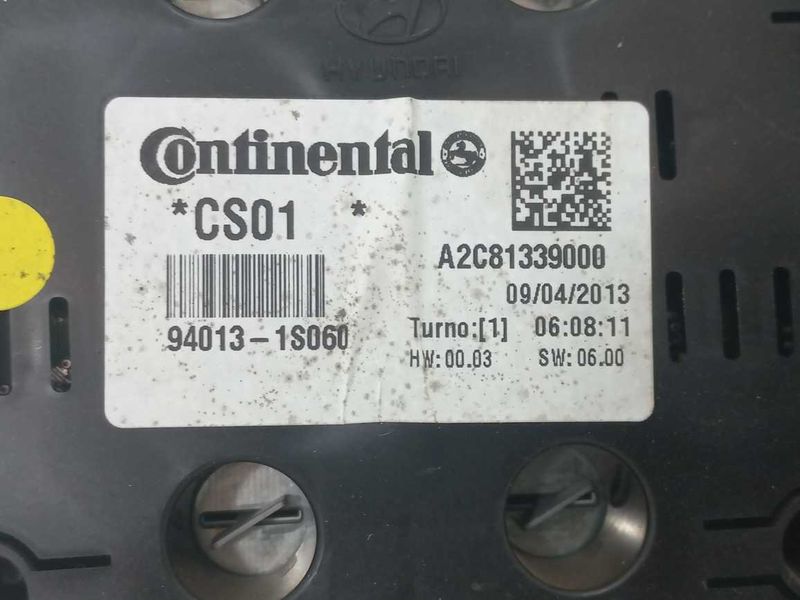 HYUNDAI
Continental
*CS01 *
A2C81339000
09/04/2013
94013-1S060
Turno:[1] 06:08:11
HW:00.03 SW:06.00